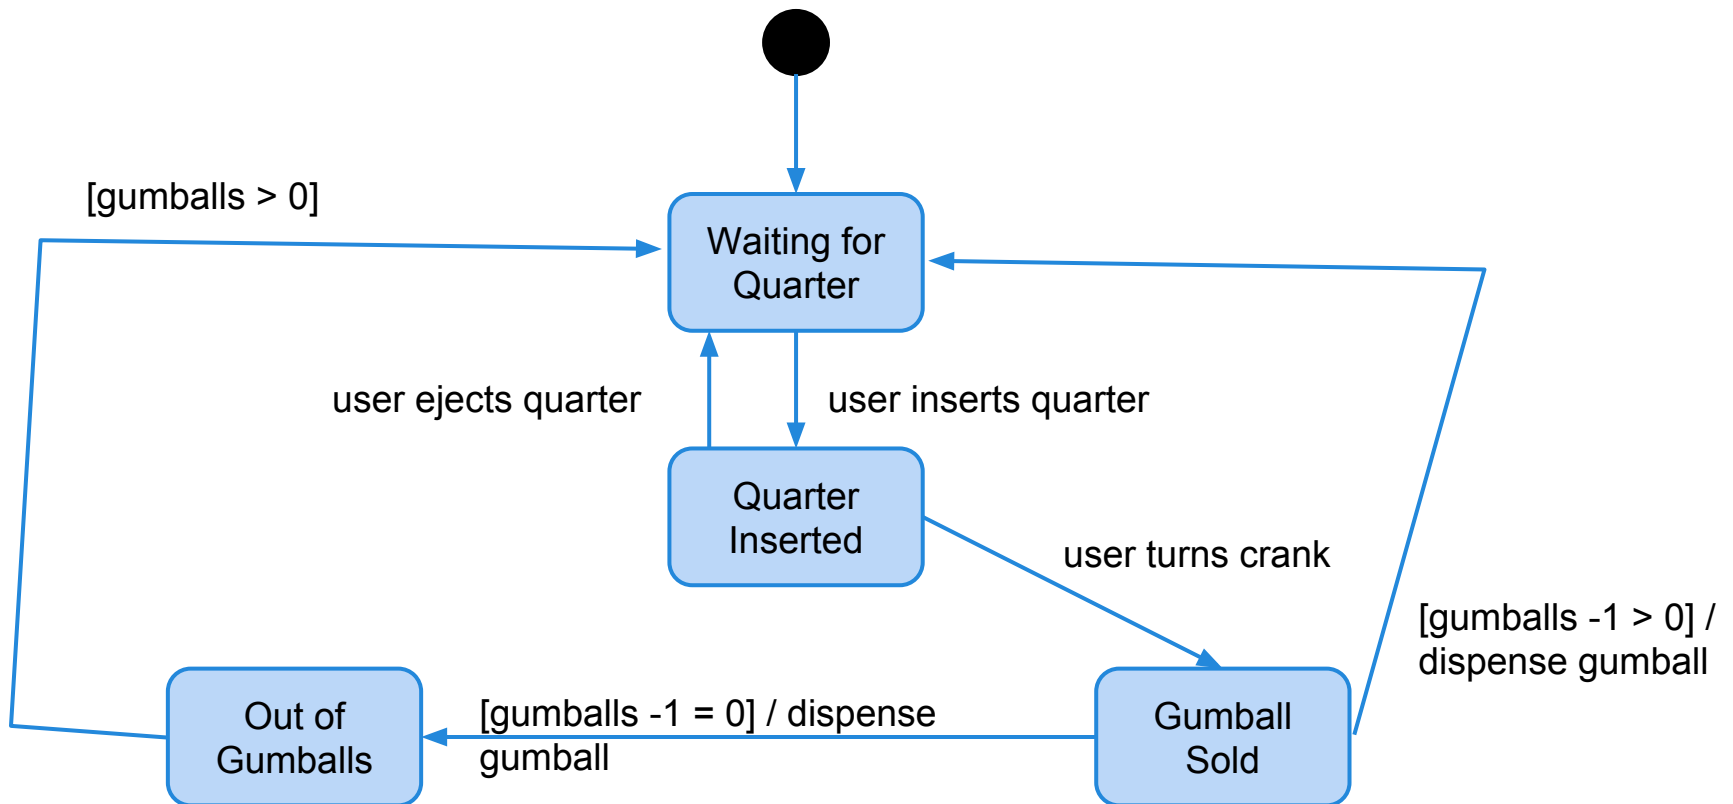 [gumballs > 0]
Waiting for
Quarter
user ejects quarter
user inserts quarter
Quarter
Inserted
user turns crank
[gumballs -1 > 0] /
dispense gumball
Out of
Gumballs
[gumballs -1 = 0] / dispense
gumball
Gumball
Sold